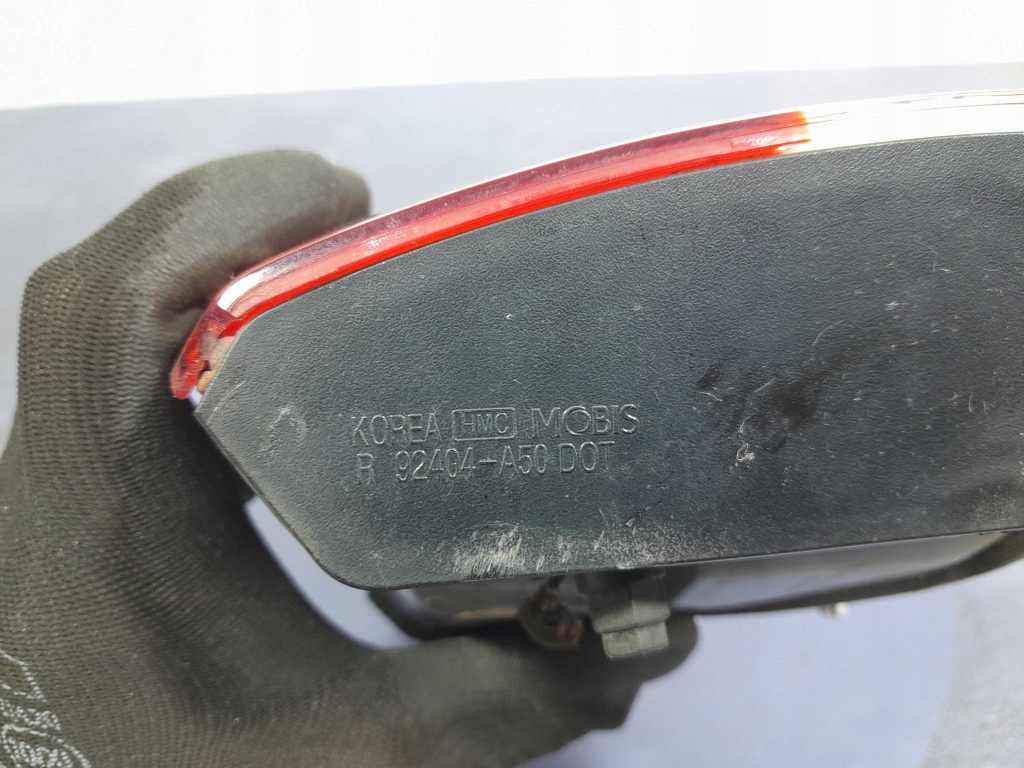 KOREA HMC MOBIS
R 92404-A50 DOT